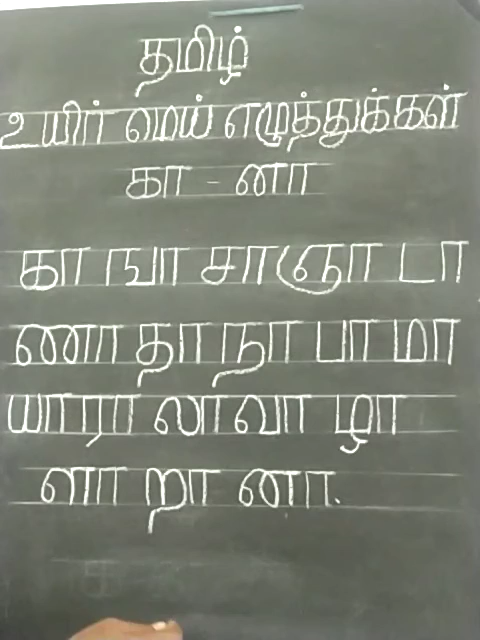 தமிழ்
உயிர் மெய் எழுத்துக்கள்
கா - னா
கா ஙா சா ஞா டா
ணா தா நா பா மா
யா ரா லா வா ழா
ளா றா னா.